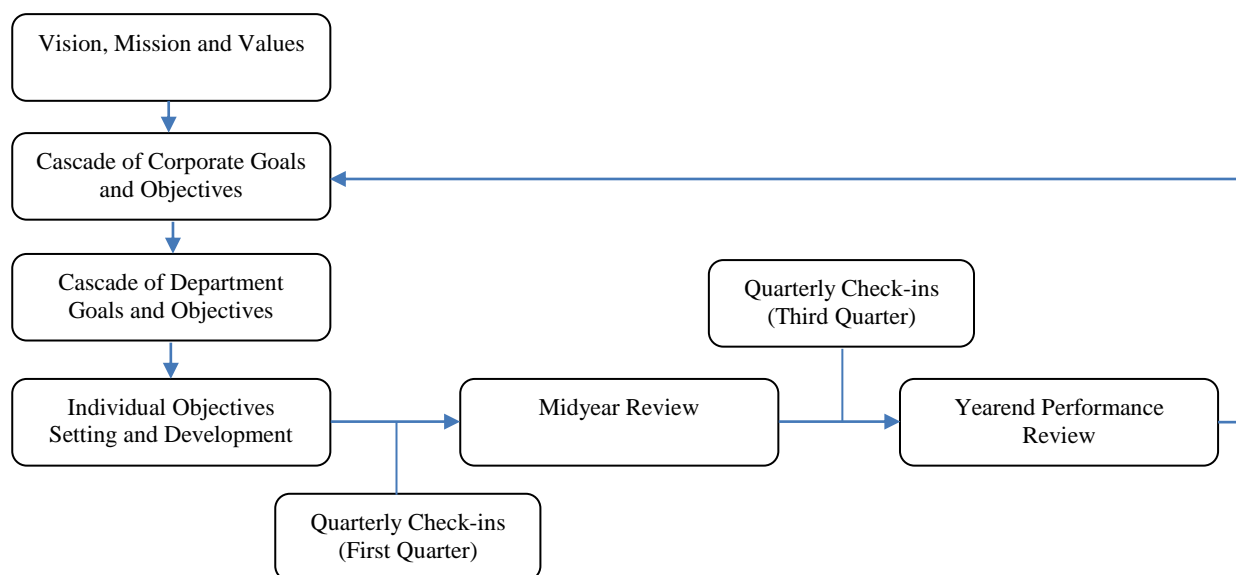 Vision, Mission and Values
Cascade of Corporate Goals
and Objectives
Cascade of Department
Goals and Objectives
Quarterly Check-ins
(Third Quarter)
Individual Objectives
Setting and Development
Midyear Review
Yearend Performance
Review
Quarterly Check-ins
(First Quarter)